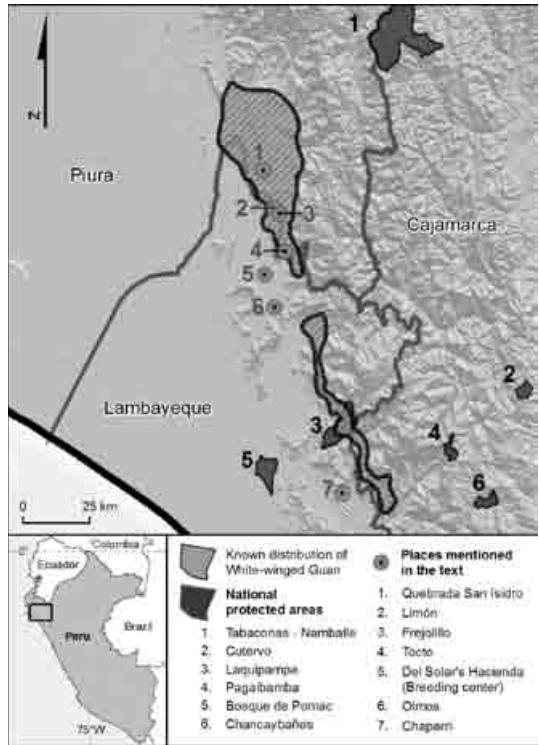 1
N
Piura
1
Cajamarca
2
3
4
5
6
2
Lambayeque
3
4
5
6
7
0 25 km
Colombia
Ecuador
Peru
Brazil
75°W
Known distribution of
White-winged Guan
National
protected areas
1. Tabaconas - Namballe
2. Cutervo
3. Laquipampa
4. Pagaibamba
5. Bosque de Pomac
6. Chancaybaños
Places mentioned
in the text
1. Quebrada San Isidro
2. Limón
3. Frejolillo
4. Tocto
5. Del Solar's Hacienda
(Breeding center)
6. Olmos
7. Chaparri